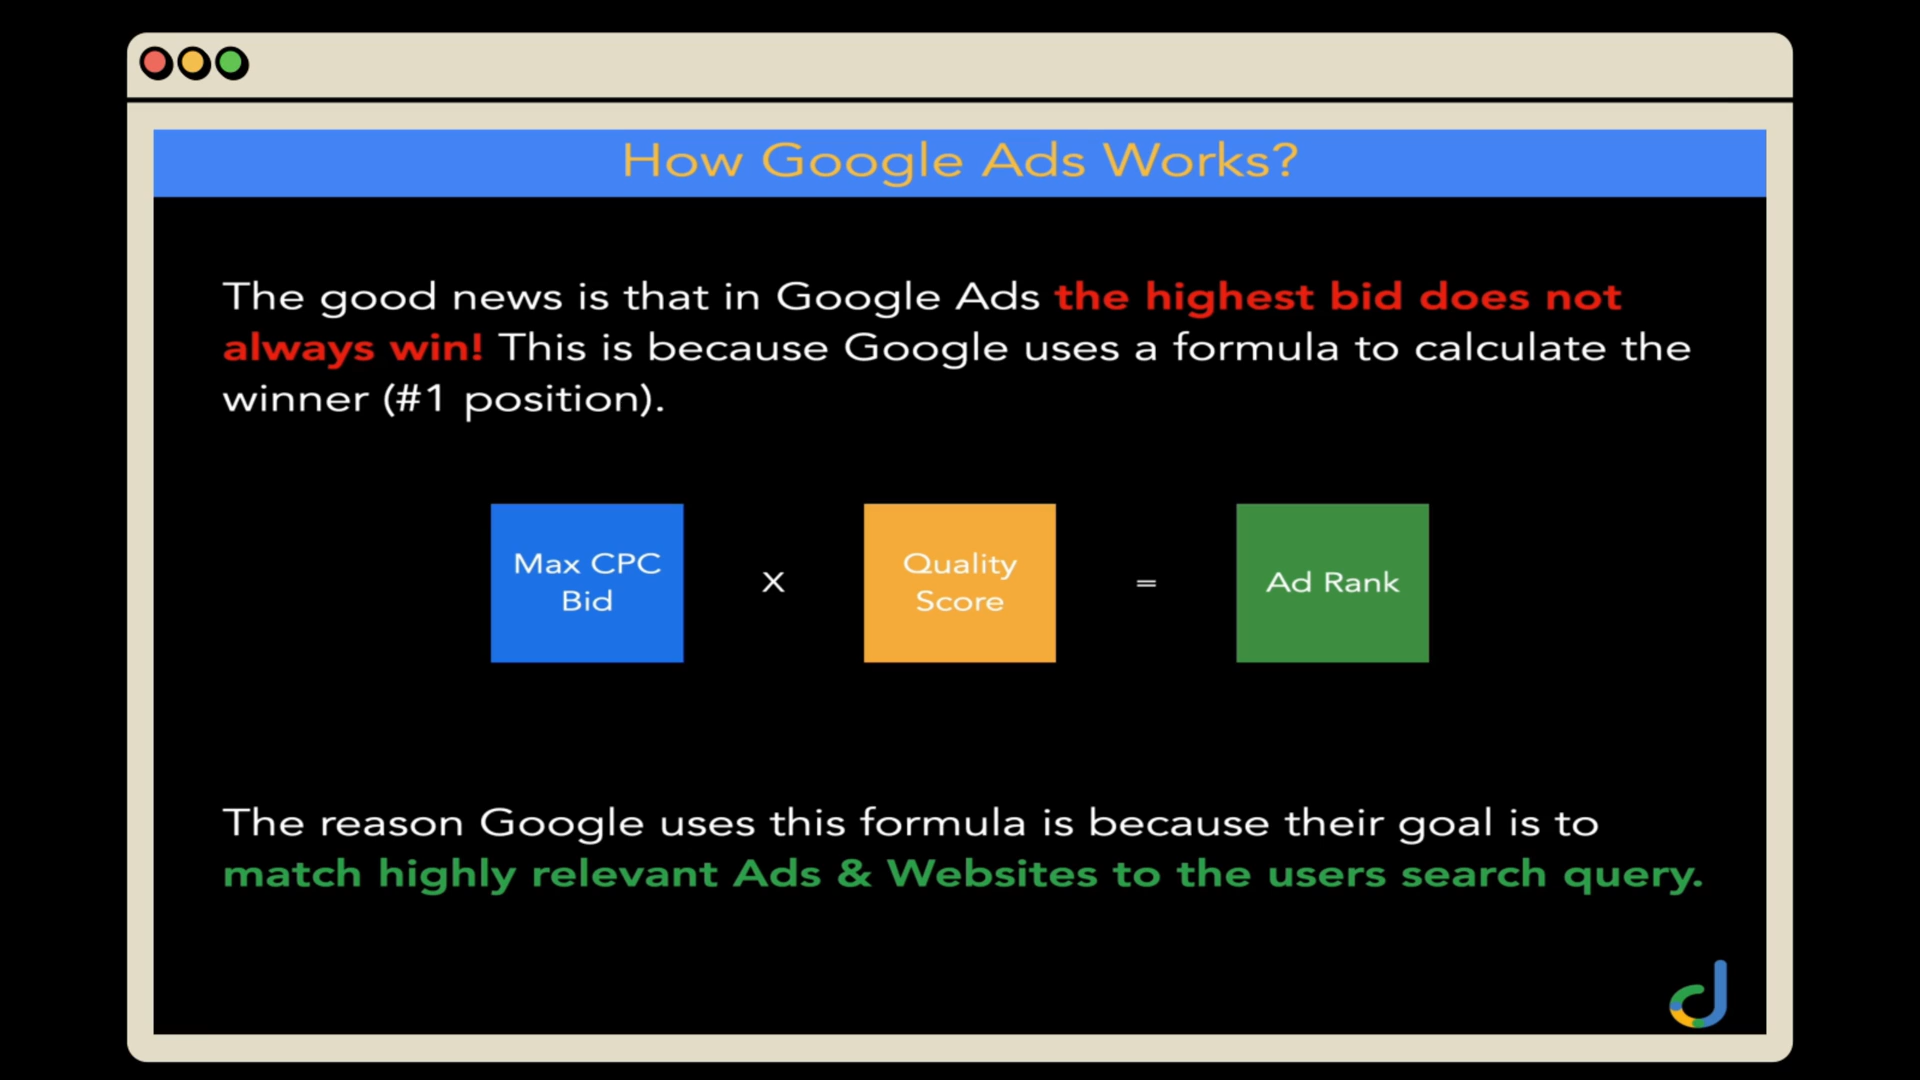 How Google Ads Works?
The good news is that in Google Ads the highest bid does not
always win! This is because Google uses a formula to calculate the
winner (#1 position).
Max CPC
Bid
X
Quality
Score
=
Ad Rank
The reason Google uses this formula is because their goal is to
match highly relevant Ads & Websites to the users search query.